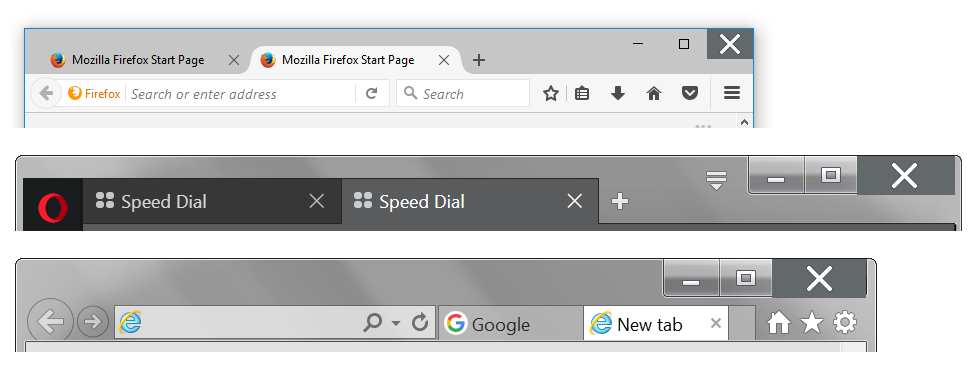 Mozilla Firefox Start Page Mozilla Firefox Start Page
Firefox Search or enter address Search
Speed Dial Speed Dial
Google New tab